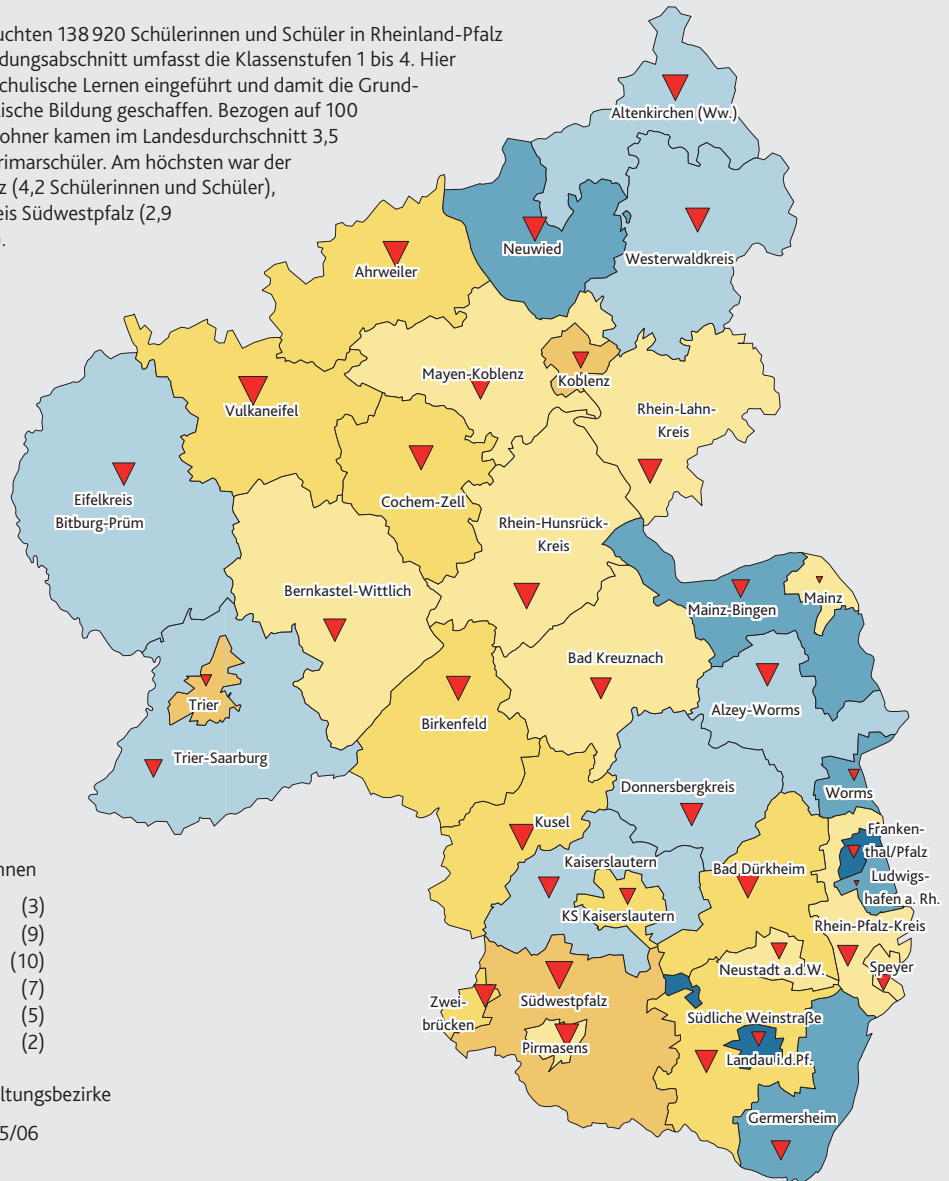 uchten 138 920 Schülerinnen und Schüler in Rheinland-Pfalz
dungsabschnitt umfasst die Klassenstufen 1 bis 4. Hier
schulische Lernen eingeführt und damit die Grund-
lische Bildung geschaffen. Bezogen auf 100
ohner kamen im Landesdurchschnitt 3,5
rimarschüler. Am höchsten war der
z (4,2 Schülerinnen und Schüler),
eis Südwestpfalz (2,9
).
Altenkirchen (Ww.)
Neuwied
Westerwaldkreis
Ahrweiler
Mayen-Koblenz
Koblenz
Vulkaneifel
Rhein-Lahn-
Kreis
Cochem-Zell
Eifelkreis
Bitburg-Prüm
Rhein-Hunsrück-
Kreis
Bernkastel-Wittlich
Mainz-Bingen
Mainz
Bad Kreuznach
Trier
Birkenfeld
Alzey-Worms
Trier-Saarburg
Donnersbergkreis
Worms
Kusel
Franken-
thal/Pfalz
Kaiserslautern
Bad Dürkheim
Ludwigs-
hafen a. Rh.
KS Kaiserslautern
Rhein-Pfalz-Kreis
Neustadt a.d.W.
Speyer
Zwei-
brücken
Südwestpfalz
Südliche Weinstraße
Pirmasens
Landau i.d.Pf.
Germersheim
nnen
(3)
(9)
(10)
(7)
(5)
(2)
ltungsbezirke
5/06